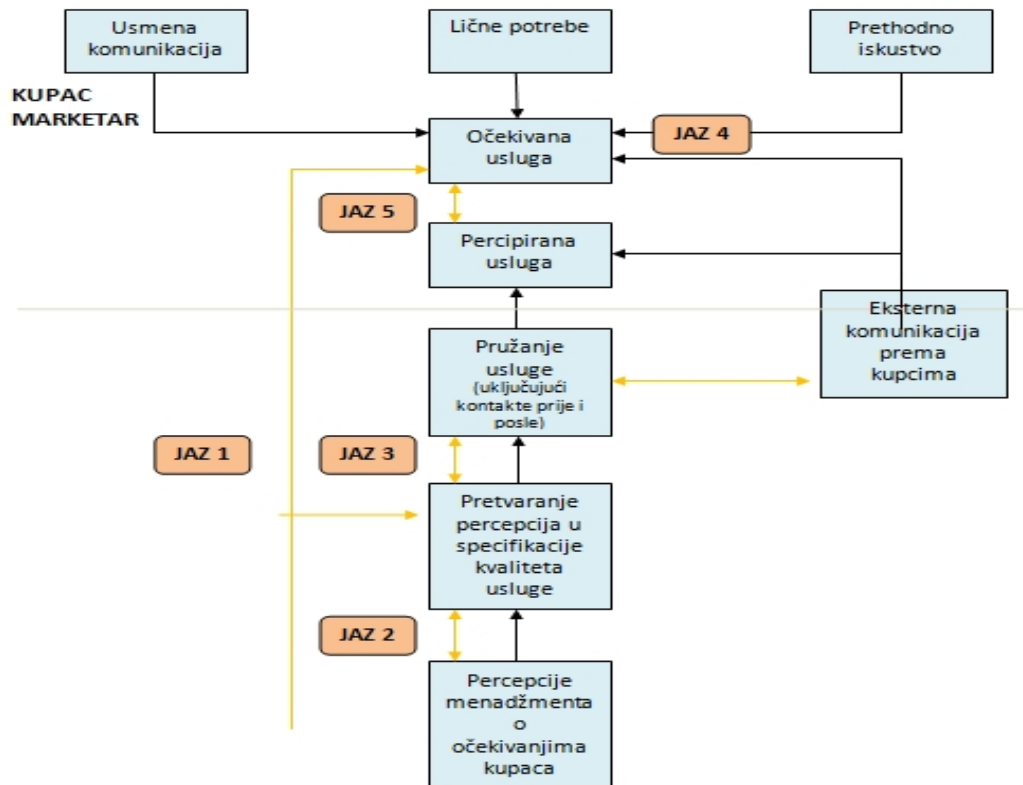 Usmena
komunikacija
Lične potrebe
Prethodno
iskustvo
KUPAC
MARKETAR
Očekivana
usluga
JAZ 4
JAZ 5
Percipirana
usluga
Eksterna
komunikacija
prema
kupcima
Pružanje
usluge
(uključujući
kontakte prije i
posle)
JAZ 1
JAZ 3
Pretvaranje
percepcija u
specifikacije
kvaliteta
usluge
JAZ 2
Percepcije
menadžmenta
o
očekivanjima
kupaca